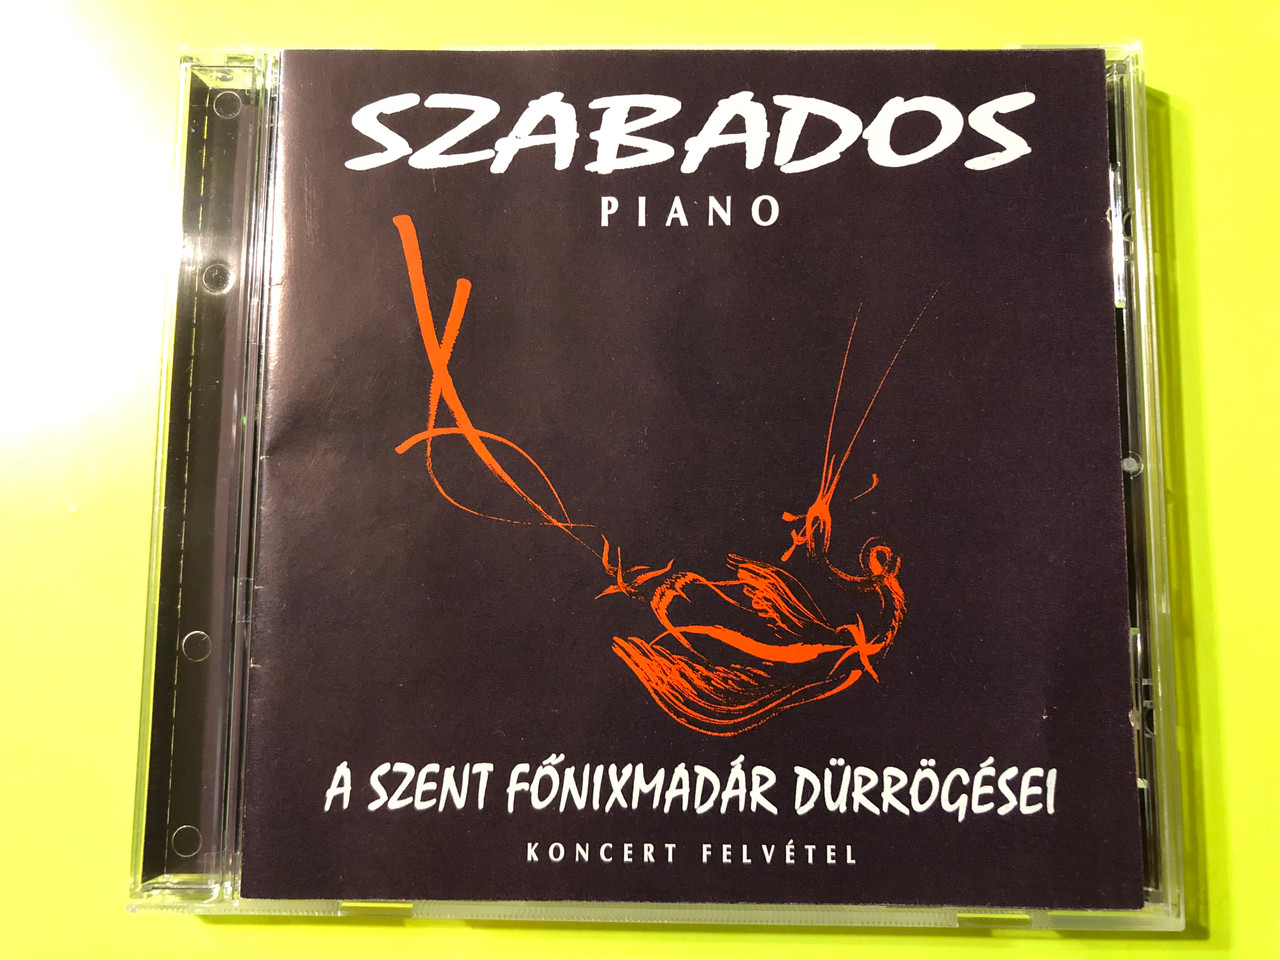 SZABADOS
PIANO
A SZENT FŐNIXMADÁR DÜRRÖGÉSEI
KONCERT FELVÉTEL